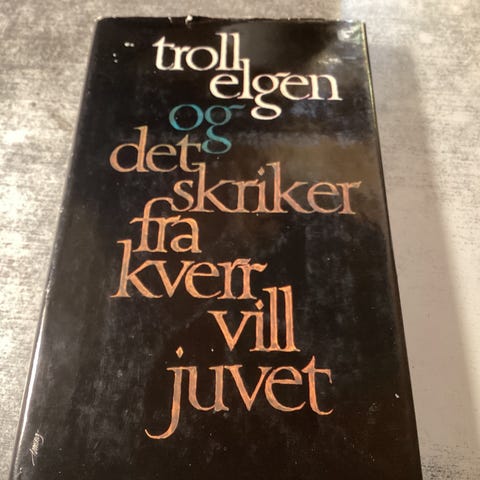 troll
elgen
og
det
skriker
fra
kverr
vill
juvet